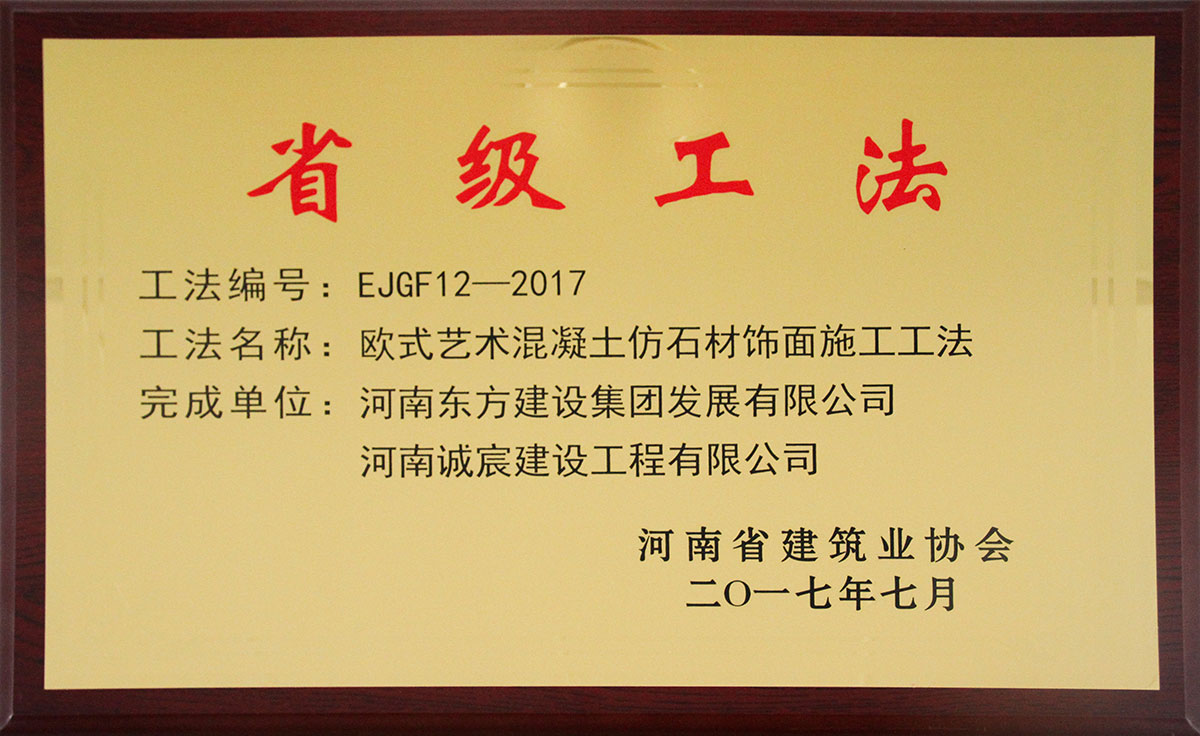 省级工法
工法编号：EJGF12—2017
工法名称：欧式艺术混凝土仿石材饰面施工工法
完成单位：河南东方建设集团发展有限公司
河南诚宸建设工程有限公司
河南省建筑业协会
二〇一七年七月